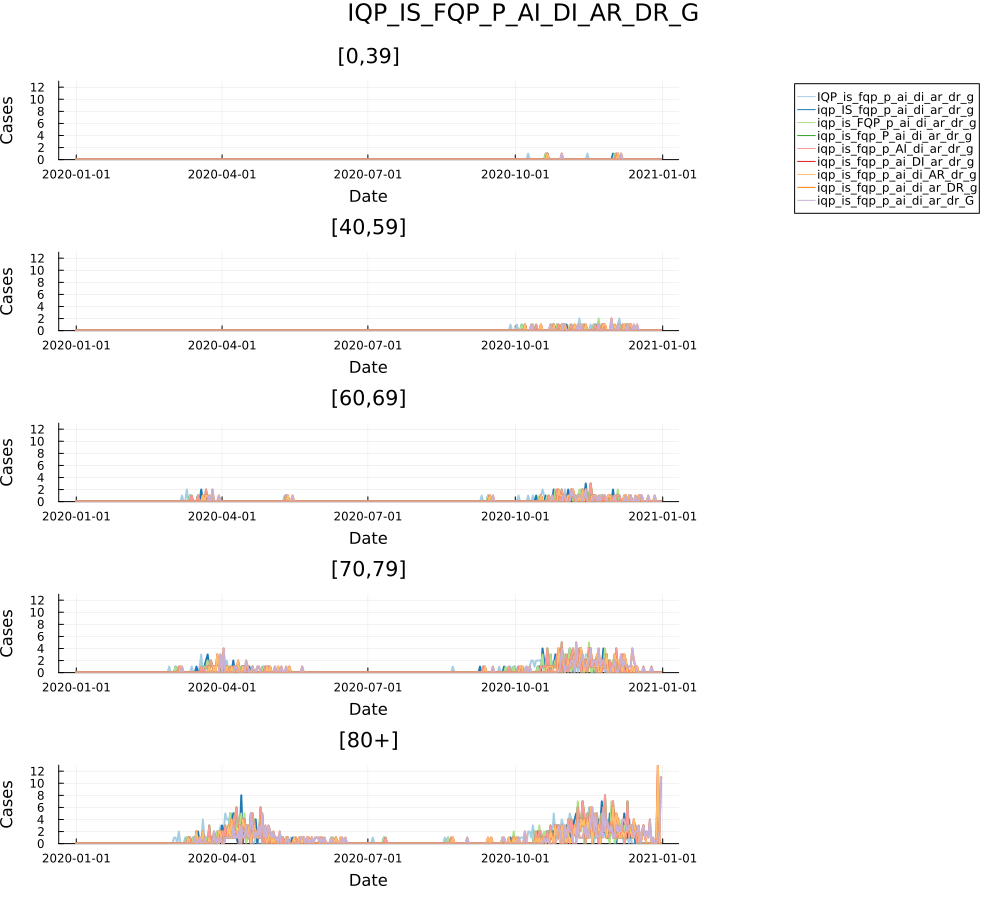 IQP_IS_FQP_P_AI_DI_AR_DR_G
[0,39]
12
10
8
6
4
2
0
Cases
2020-01-01 2020-04-01 2020-07-01 2020-10-01 2021-01-01
Date
IQP_is_fqp_p_ai_di_ar_dr_g
iqp_IS_fqp_p_ai_di_ar_dr_g
iqp_is_FQP_p_ai_di_ar_dr_g
iqp_is_fqp_P_ai_di_ar_dr_g
iqp_is_fqp_p_AI_di_ar_dr_g
iqp_is_fqp_p_ai_DI_ar_dr_g
iqp_is_fqp_p_ai_di_AR_dr_g
iqp_is_fqp_p_ai_di_ar_DR_g
iqp_is_fqp_p_ai_di_ar_dr_G
[40,59]
12
10
8
6
4
2
0
Cases
2020-01-01 2020-04-01 2020-07-01 2020-10-01 2021-01-01
Date
[60,69]
12
10
8
6
4
2
0
Cases
2020-01-01 2020-04-01 2020-07-01 2020-10-01 2021-01-01
Date
[70,79]
12
10
8
6
4
2
0
Cases
2020-01-01 2020-04-01 2020-07-01 2020-10-01 2021-01-01
Date
[80+]
12
10
8
6
4
2
0
Cases
2020-01-01 2020-04-01 2020-07-01 2020-10-01 2021-01-01
Date